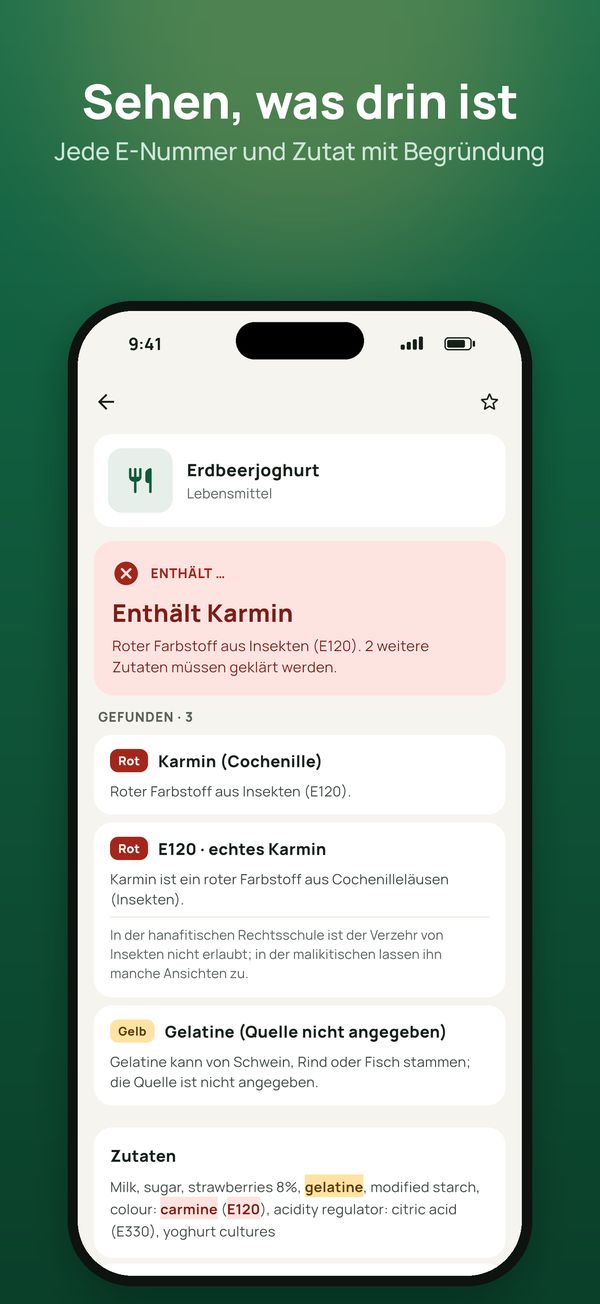 Sehen, was drin ist
Jede E-Nummer und Zutat mit Begründung
9:41
Erdbeerjoghurt
Lebensmittel
ENTHÄLT …
Enthält Karmin
Roter Farbstoff aus Insekten (E120). 2 weitere
Zutaten müssen geklärt werden.
GEFUNDEN · 3
Rot Karmin (Cochenille)
Roter Farbstoff aus Insekten (E120).
Rot E120 · echtes Karmin
Karmin ist ein roter Farbstoff aus Cochenilleläusen
(Insekten).
In der hanafitischen Rechtsschule ist der Verzehr von
Insekten nicht erlaubt; in der malikitischen lassen ihn
manche Ansichten zu.
Gelb Gelatine (Quelle nicht angegeben)
Gelatine kann von Schwein, Rind oder Fisch stammen;
die Quelle ist nicht angegeben.
Zutaten
Milk, sugar, strawberries 8%, gelatine, modified starch,
colour: carmine (E120), acidity regulator: citric acid
(E330), yoghurt cultures